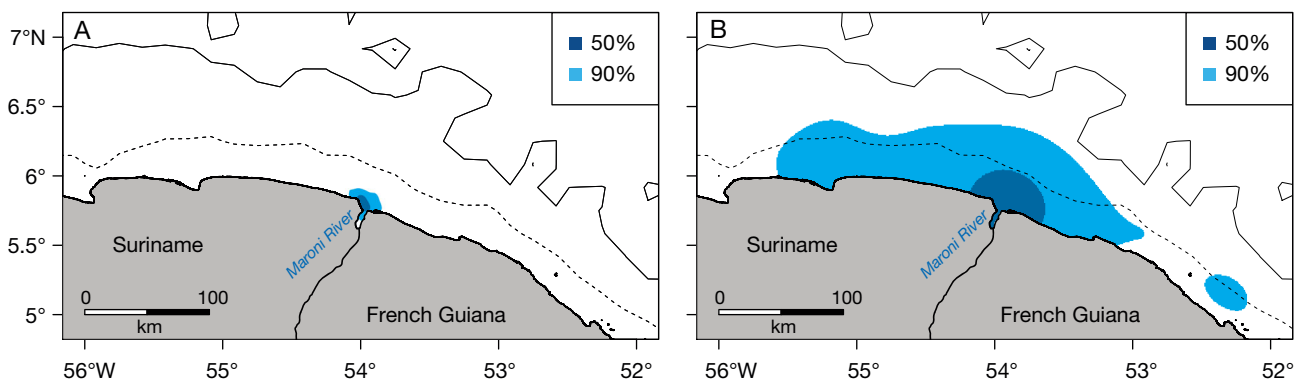 A
50%
90%
7°N
6.5°
6°
5.5°
5°
Suriname
Maroni River
French Guiana
0 100
km
56°W 55° 54° 53° 52°
B
50%
90%
Suriname
Maroni River
French Guiana
0 100
km
56°W 55° 54° 53° 52°